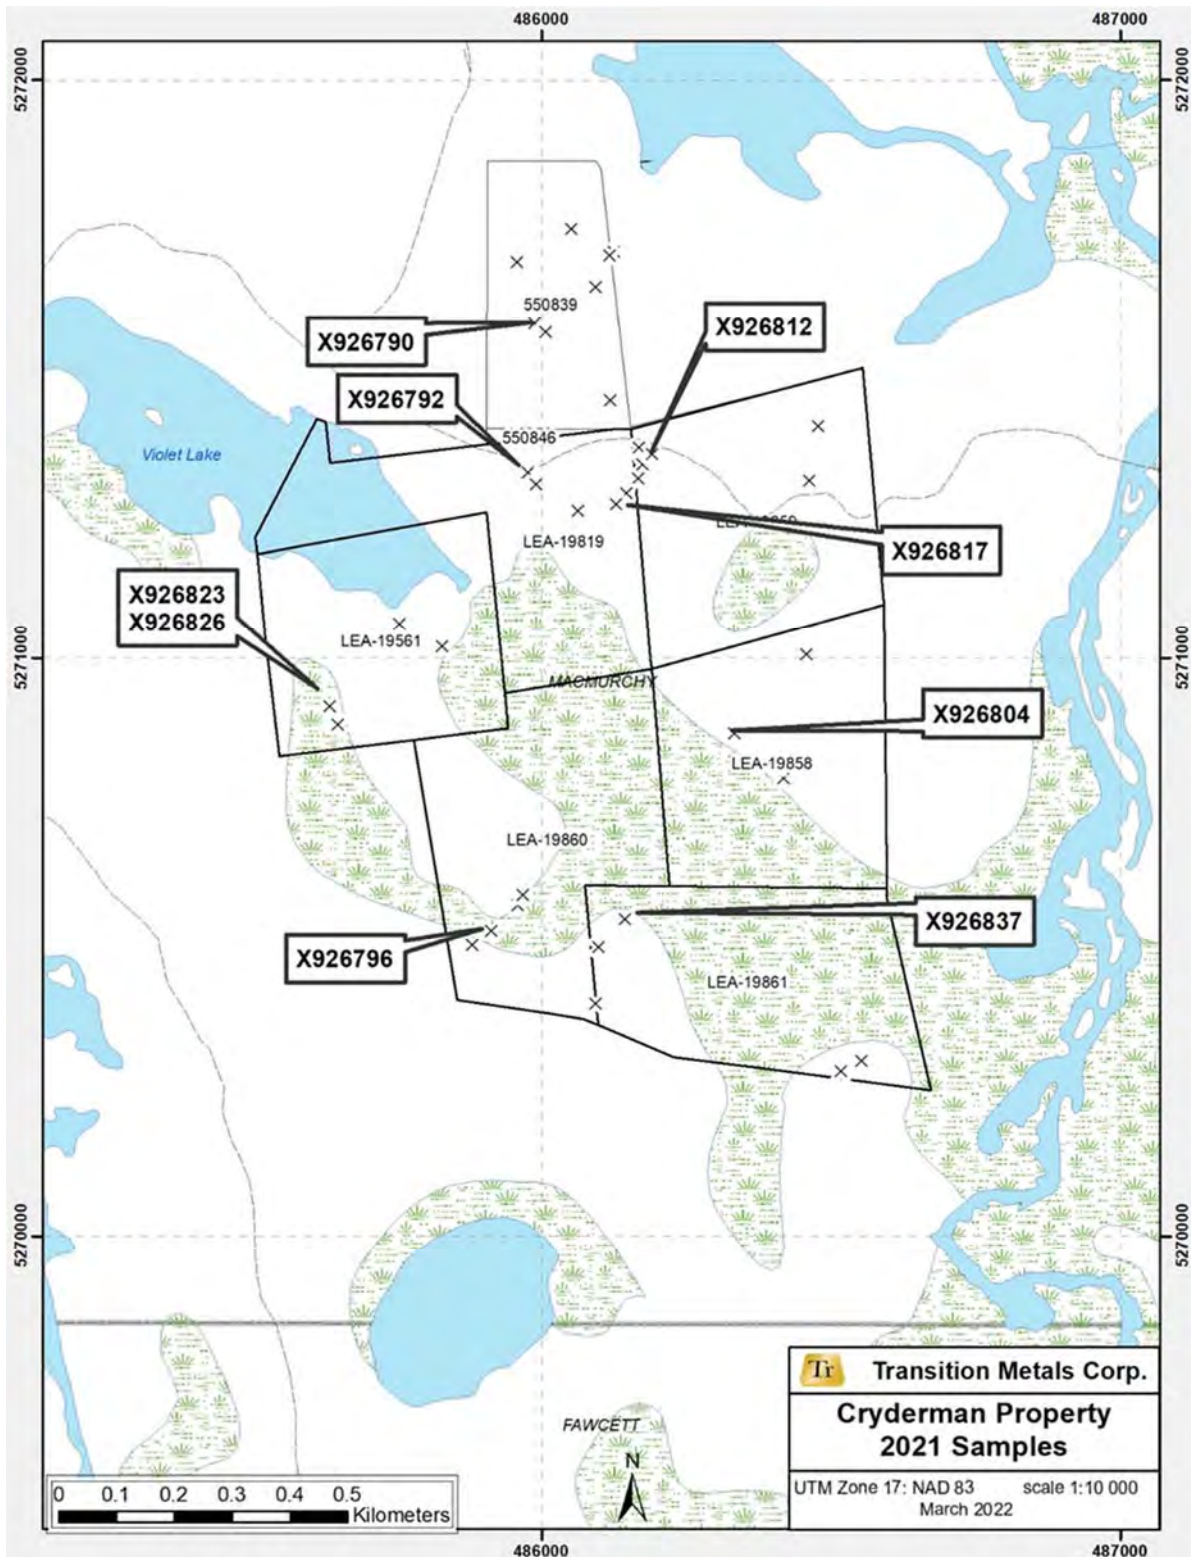 486000
487000
5272000
5272000
550839
X926790
X926812
X926792
550846
Violet Lake
X926817
LEA-19819
X926823
X926826
LEA-19561
5271000
5271000
MACMURCHY
X926804
LEA-19858
LEA-19860
X926837
X926796
LEA-19861
5270000
5270000
Tr Transition Metals Corp.
Cryderman Property
2021 Samples
FAWCETT
N
UTM Zone 17: NAD 83 scale 1:10 000
March 2022
0 0.1 0.2 0.3 0.4 0.5
Kilometers
486000
487000